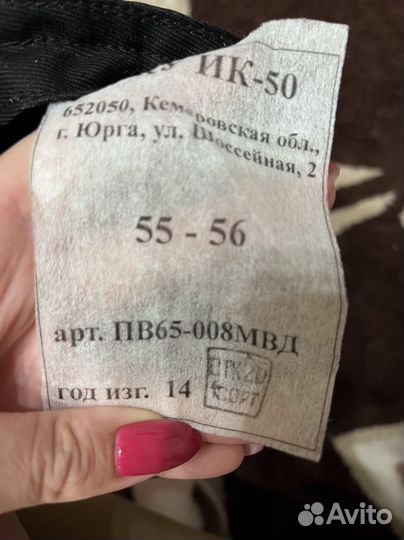 ИК-50
652050, Кемеровская обл.,
г. Юрга, ул. Шоссейная, 2
55 - 56
арт. ПВ65-008МВД
год изг. 14
Avito